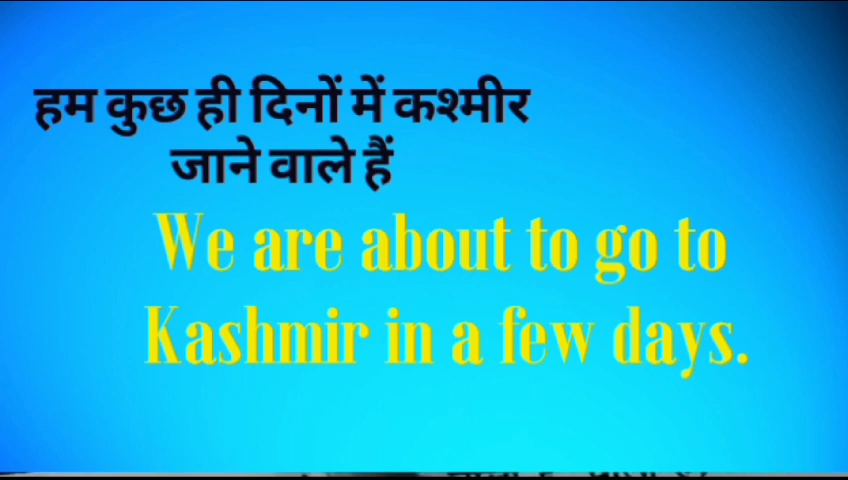 हम कुछ ही दिनों में कश्मीर
जाने वाले हैं
We are about to go to
Kashmir in a few days.